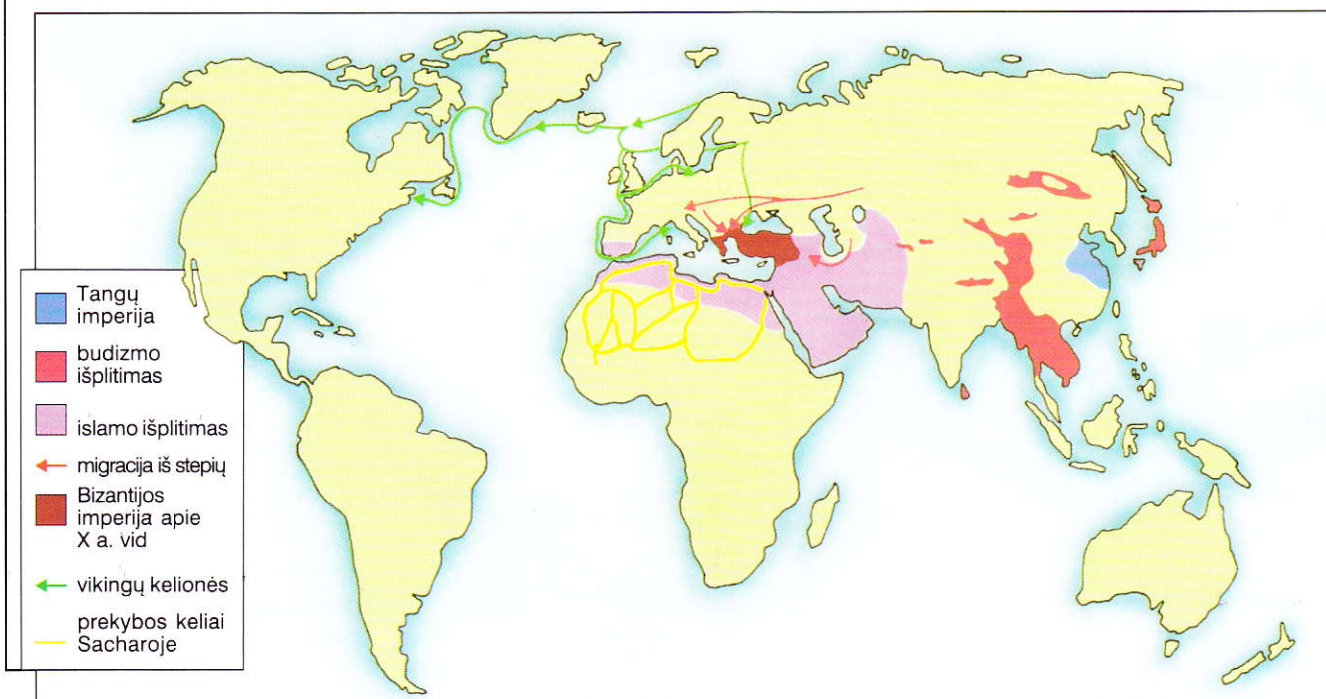 Tangų
imperija
budizmo
išplitimas
islamo išplitimas
migracija iš stepių
Bizantijos
imperija apie
X a. vid
vikingų kelionės
prekybos keliai
Sacharoje